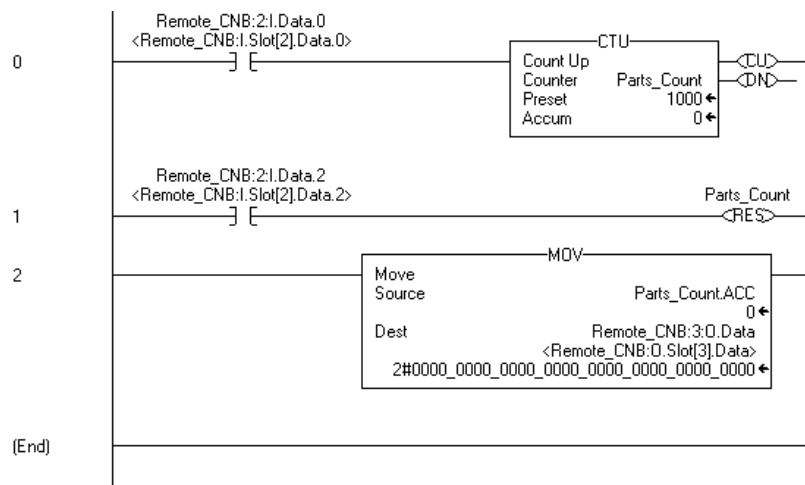 Remote_CNB:2:I.Data.0
<Remote_CNB:I.Slot[2].Data.0>
0
CTU
Count Up
Counter Parts_Count
Preset 1000
Accum 0
CU
DN
Remote_CNB:2:I.Data.2
<Remote_CNB:I.Slot[2].Data.2>
Parts_Count
1
RES
2
MOV
Move
Source Parts_Count.ACC
0
Dest Remote_CNB:3:O.Data
<Remote_CNB:O.Slot[3].Data>
2#0000_0000_0000_0000_0000_0000_0000_0000
(End)